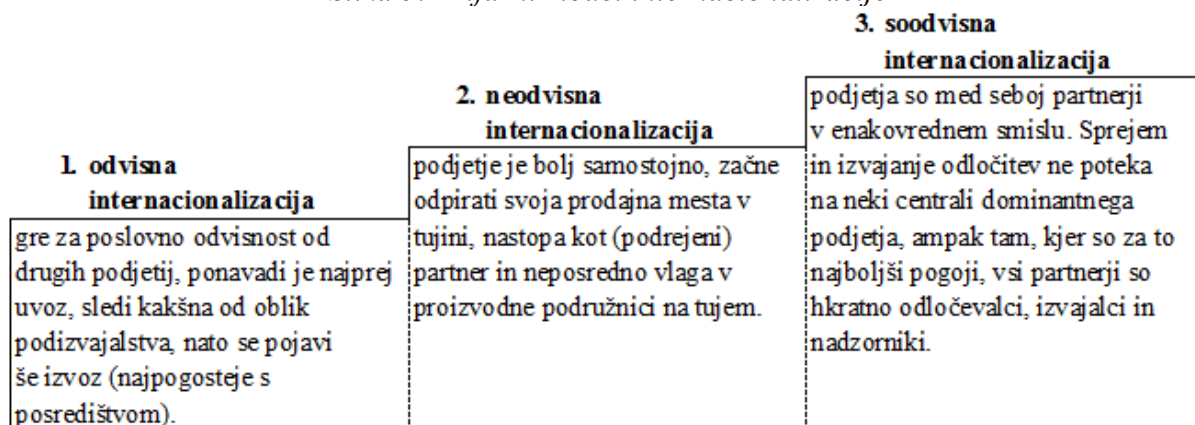 1. odvisna
internacionalizacija
gre za poslovno odvisnost od
drugih podjetij, ponavadi je najprej
uvoz, sledi kakšna od oblik
podizvajalstva, nato se pojavi
še izvoz (najpogosteje s
posredištvom).
2. neodvisna
internacionalizacija
podjetje je bolj samostojno, začne
odpirati svoja prodajna mesta v
tujini, nastopa kot (podrejeni)
partner in neposredno vlaga v
proizvodne podružnici na tujem.
3. soodvisna
internacionalizacija
podjetja so med seboj partnerji
v enakovrednem smislu. Sprejem
in izvajanje odločitev ne poteka
na neki centrali dominantnega
podjetja, ampak tam, kjer so za to
najboljši pogoji, vsi partnerji so
hkratno odločevalci, izvajalci in
nadzorniki.